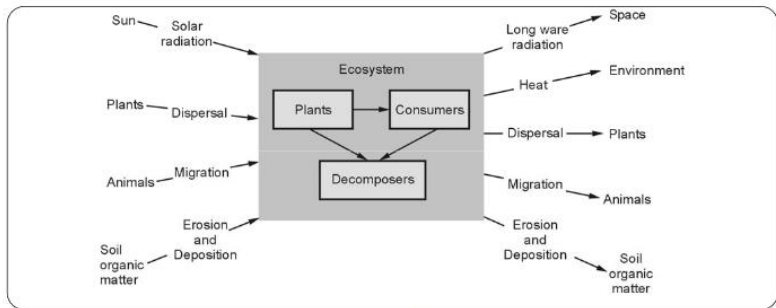 Sun
Solar
radiation
Plants
Dispersal
Animals
Migration
Soil
organic
matter
Erosion
and
Deposition
Ecosystem
Plants
Consumers
Decomposers
Long ware
radiation
Space
Heat
Environment
Dispersal
Plants
Migration
Animals
Erosion
and
Deposition
Soil
organic
matter